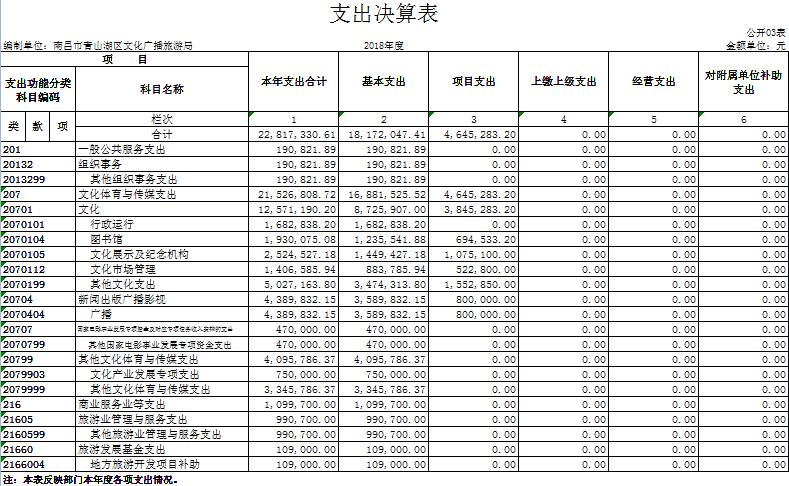 支出决算表
公开03表
编制单位：南昌市青山湖区文化广播旅游局 2018年度 金额单位：元
项 目 本年支出合计 基本支出 项目支出 上缴上级支出 经营支出 对附属单位补助支出
支出功能分类科目编码 科目名称
类 款 项 栏次 1 2 3 4 5 6
合计 22,817,330.61 18,172,047.41 4,645,283.20 0.00 0.00 0.00
201 一般公共服务支出 190,821.89 190,821.89 0.00 0.00 0.00 0.00
20132 组织事务 190,821.89 190,821.89 0.00 0.00 0.00 0.00
2013299 其他组织事务支出 190,821.89 190,821.89 0.00 0.00 0.00 0.00
207 文化体育与传媒支出 21,526,808.72 16,881,525.52 4,645,283.20 0.00 0.00 0.00
20701 文化 12,571,190.20 8,725,907.00 3,845,283.20 0.00 0.00 0.00
2070101 行政运行 1,682,838.20 1,682,838.20 0.00 0.00 0.00 0.00
2070104 图书馆 1,930,075.08 1,235,541.88 694,533.20 0.00 0.00 0.00
2070105 文化展示及纪念机构 2,524,527.18 1,449,427.18 1,075,100.00 0.00 0.00 0.00
2070112 文化市场管理 1,406,585.94 883,785.94 522,800.00 0.00 0.00 0.00
2070199 其他文化支出 5,027,163.80 3,474,313.80 1,552,850.00 0.00 0.00 0.00
20704 新闻出版广播影视 4,389,832.15 3,589,832.15 800,000.00 0.00 0.00 0.00
2070404 广播 4,389,832.15 3,589,832.15 800,000.00 0.00 0.00 0.00
20707 国家电影事业发展专项资金及对应专项债务收入安排的支出 470,000.00 470,000.00 0.00 0.00 0.00 0.00
2070799 其他国家电影事业发展专项资金支出 470,000.00 470,000.00 0.00 0.00 0.00 0.00
20799 其他文化体育与传媒支出 4,095,786.37 4,095,786.37 0.00 0.00 0.00 0.00
2079903 文化产业发展专项支出 750,000.00 750,000.00 0.00 0.00 0.00 0.00
2079999 其他文化体育与传媒支出 3,345,786.37 3,345,786.37 0.00 0.00 0.00 0.00
216 商业服务业等支出 1,099,700.00 1,099,700.00 0.00 0.00 0.00 0.00
21605 旅游业管理与服务支出 990,700.00 990,700.00 0.00 0.00 0.00 0.00
2160599 其他旅游业管理与服务支出 990,700.00 990,700.00 0.00 0.00 0.00 0.00
21660 旅游发展基金支出 109,000.00 109,000.00 0.00 0.00 0.00 0.00
2166004 地方旅游开发项目补助 109,000.00 109,000.00 0.00 0.00 0.00 0.00
注：本表反映部门本年度各项支出情况。